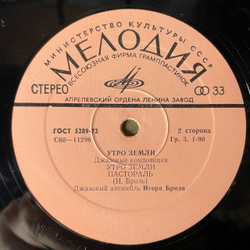 МИНИСТЕРСТВО КУЛЬТУРЫ СССР
МЕЛОДИЯ
ВСЕСОЮЗНАЯ ФИРМА ГРАМПЛАСТИНОК
СТЕРЕО
33
АПРЕЛЕВСКИЙ ОРДЕНА ЛЕНИНА ЗАВОД
ГОСТ 5289-73
2 сторона
С60—11296
Гр. 3. 1-90
УТРО ЗЕМЛИ
Джазовые композиции
УТРО ЗЕМЛИ
ПАСТОРАЛЬ
(И. Бриль)
Джазовый ансамбль Игоря Бриля